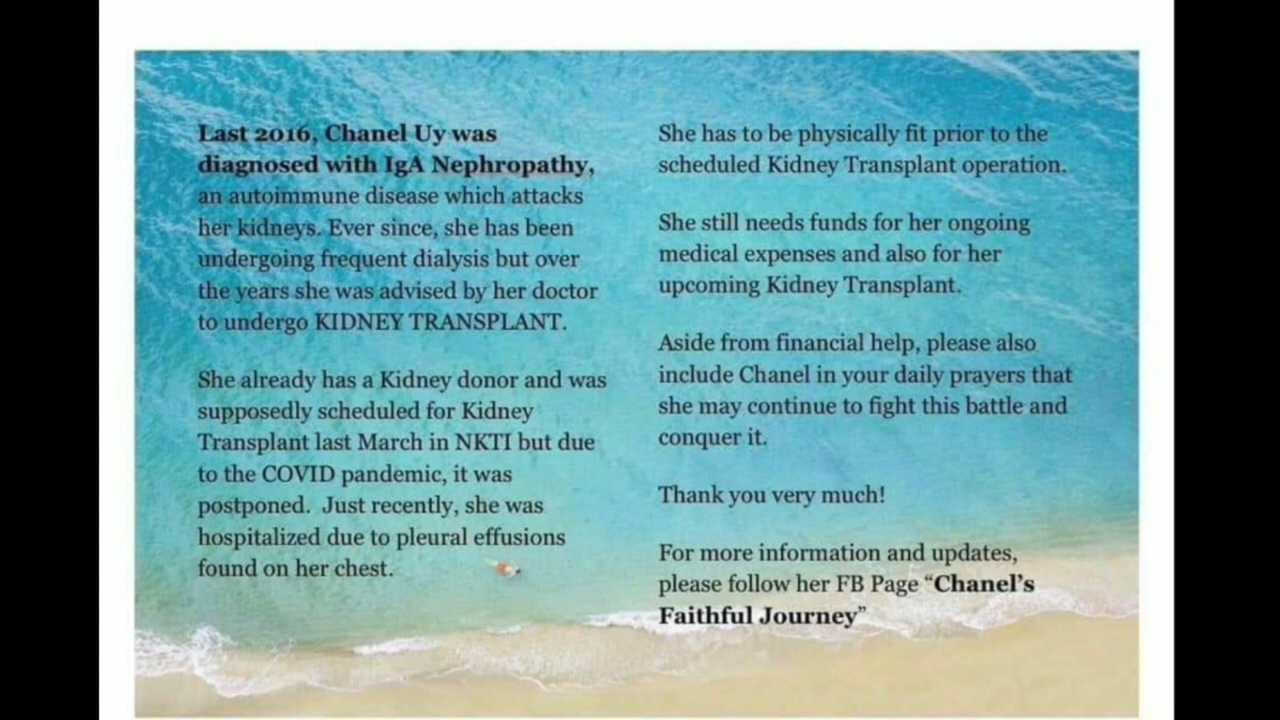 Last 2016, Chanel Uy was
diagnosed with IgA Nephropathy,
an autoimmune disease which attacks
her kidneys. Ever since, she has been
undergoing frequent dialysis but over
the years she was advised by her doctor
to undergo KIDNEY TRANSPLANT.
She already has a Kidney donor and was
supposedly scheduled for Kidney
Transplant last March in NKTI but due
to the COVID pandemic, it was
postponed.  Just recently, she was
hospitalized due to pleural effusions
found on her chest.
She has to be physically fit prior to the
scheduled Kidney Transplant operation.
She still needs funds for her ongoing
medical expenses and also for her
upcoming Kidney Transplant.
Aside from financial help, please also
include Chanel in your daily prayers that
she may continue to fight this battle and
conquer it.
Thank you very much!
For more information and updates,
please follow her FB Page “Chanel’s
Faithful Journey”